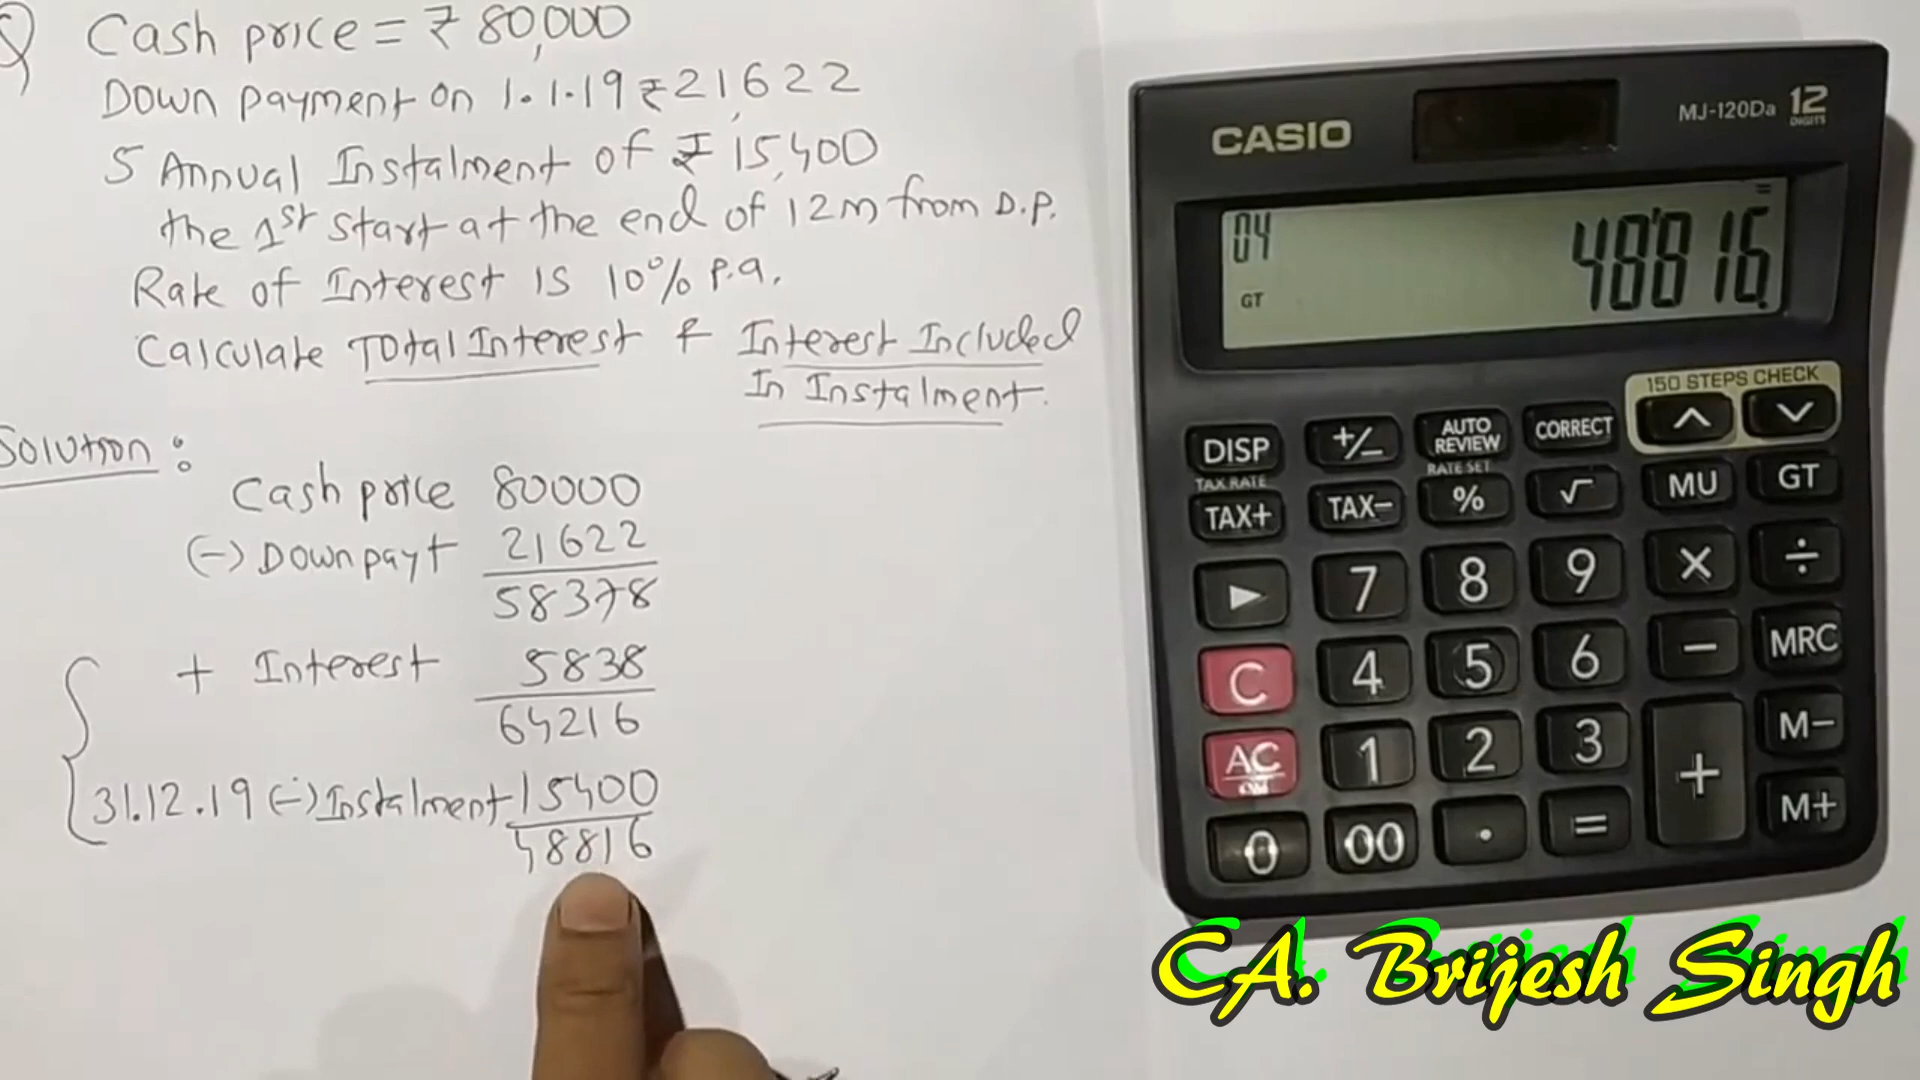 Q Cash price = ₹ 80,000
Down payment on 1.1.19 ₹ 21,622
5 Annual Instalment of ₹ 15,400
the 1st start at the end of 12m from D.P.
Rate of Interest is 10% p.a.
Calculate Total Interest & Interest Included
In Instalment.
Solution :
Cash price 80000
(-) Down payt 21622
58378
+ Interest 5838
64216
31.12.19 (-) Instalment 15400
48816
CASIO MJ-120Da 12 DIGITS
04 48'816.
GT =
150 STEPS CHECK
DISP +/− AUTO REVIEW CORRECT ∧ ∨
TAX RATE RATE SET
TAX+ TAX− % √ MU GT
▶ 7 8 9 × ÷
C 4 5 6 − MRC
AC 1 2 3 + M−
0 00 · = M+
CA. Brijesh Singh